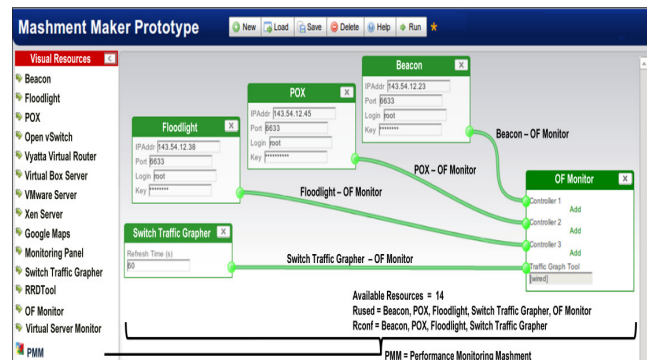 Mashment Maker Prototype
New Load Save Delete Help Run *
Visual Resources <
Beacon
Floodlight
POX
Open vSwitch
Vyatta Virtual Router
Virtual Box Server
VMware Server
Xen Server
Google Maps
Monitoring Panel
Switch Traffic Grapher
RRDTool
OF Monitor
Virtual Server Monitor
PMM
Beacon X
IPAddr 143.54.12.23
Port 6633
Login root
Key ********
POX X
IPAddr 143.54.12.45
Port 6633
Login root
Key **********
Floodlight X
IPAddr 143.54.12.38
Port 6633
Login root
Key ********
Switch Traffic Grapher X
Refresh Time (s)
60
Beacon – OF Monitor
POX – OF Monitor
Floodlight – OF Monitor
Switch Traffic Grapher – OF Monitor
OF Monitor X
Controller 1
Add
Controller 2
Add
Controller 3
Add
Traffic Graph Tool
[wired]
Available Resources = 14
Rused = Beacon, POX, Floodlight, Switch Traffic Grapher, OF Monitor
Rconf = Beacon, POX, Floodlight, Switch Traffic Grapher
PMM = Performance Monitoring Mashment